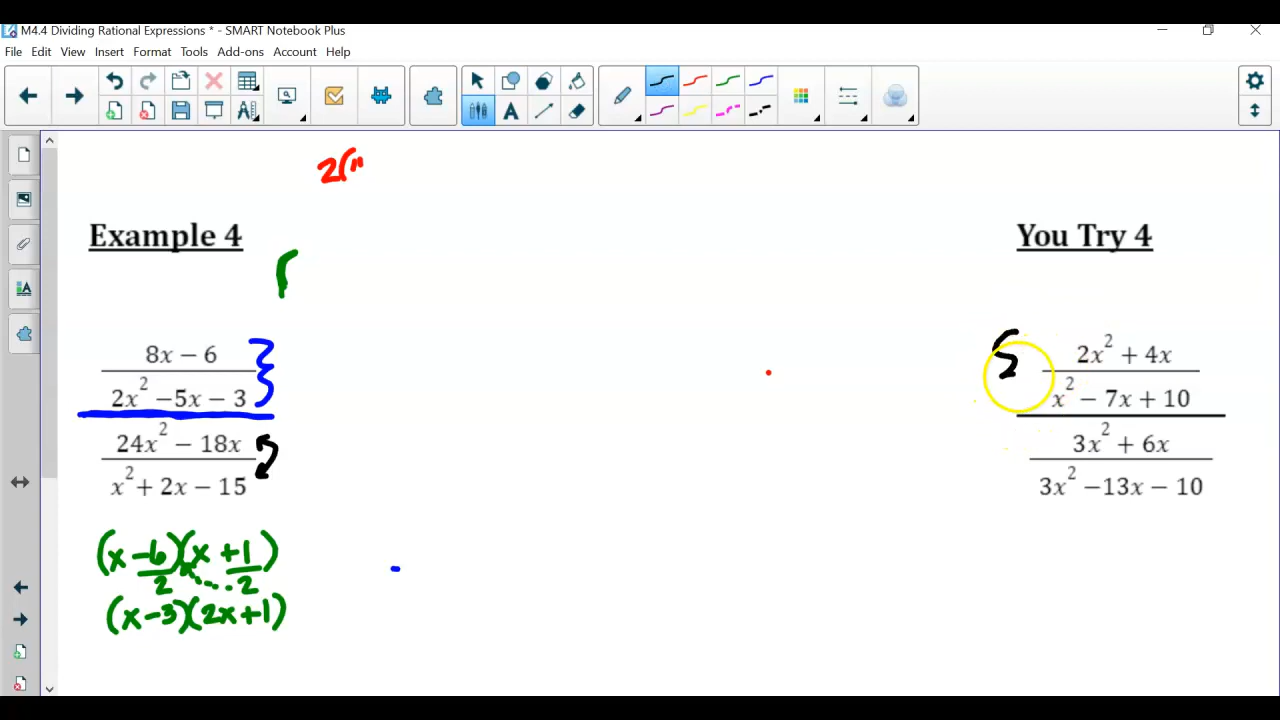 M4.4 Dividing Rational Expressions * - SMART Notebook Plus
File Edit View Insert Format Tools Add-ons Account Help
2(
Example 4
You Try 4
8x − 6
2x² −5x − 3
24x² − 18x
x² + 2x − 15
2x² + 4x
x² − 7x + 10
3x² + 6x
3x² −13x − 10
(x −6/2)(x +1/2)
(x−3)(2x+1)